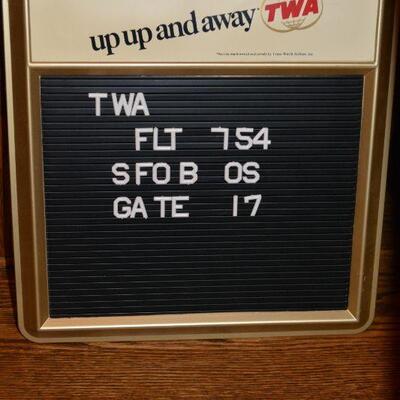 up up and away TWA
TWA
FLT 754
SFO B OS
GATE 17